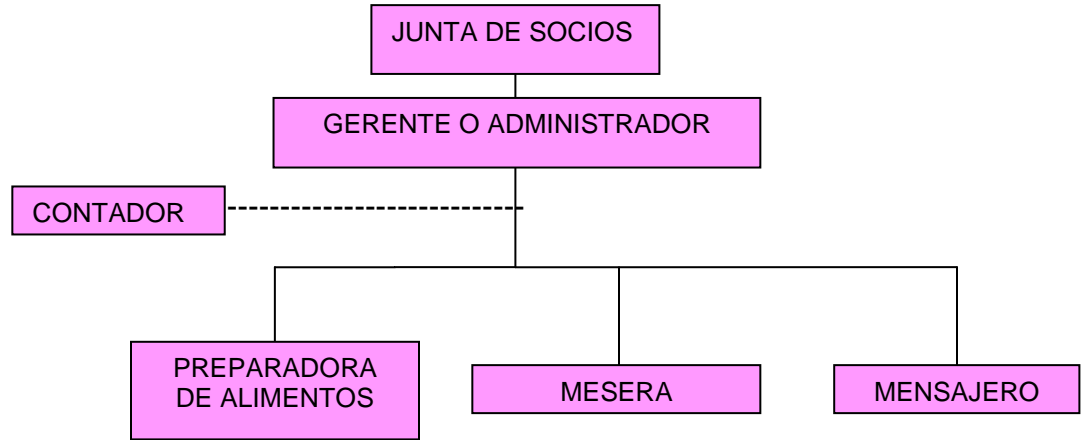 JUNTA DE SOCIOS
GERENTE O ADMINISTRADOR
CONTADOR
PREPARADORA
DE ALIMENTOS
MESERA
MENSAJERO